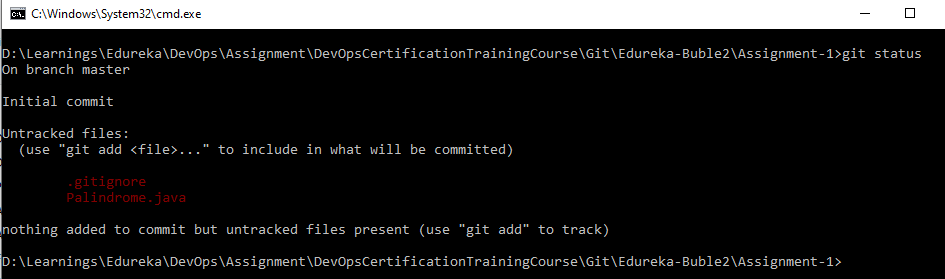 C:\Windows\System32\cmd.exe
D:\Learnings\Edureka\DevOps\Assignment\DevOpsCertificationTrainingCourse\Git\Edureka-Buble2\Assignment-1>git status
On branch master
Initial commit
Untracked files:
  (use "git add <file>..." to include in what will be committed)
        .gitignore
        Palindrome.java
nothing added to commit but untracked files present (use "git add" to track)
D:\Learnings\Edureka\DevOps\Assignment\DevOpsCertificationTrainingCourse\Git\Edureka-Buble2\Assignment-1>